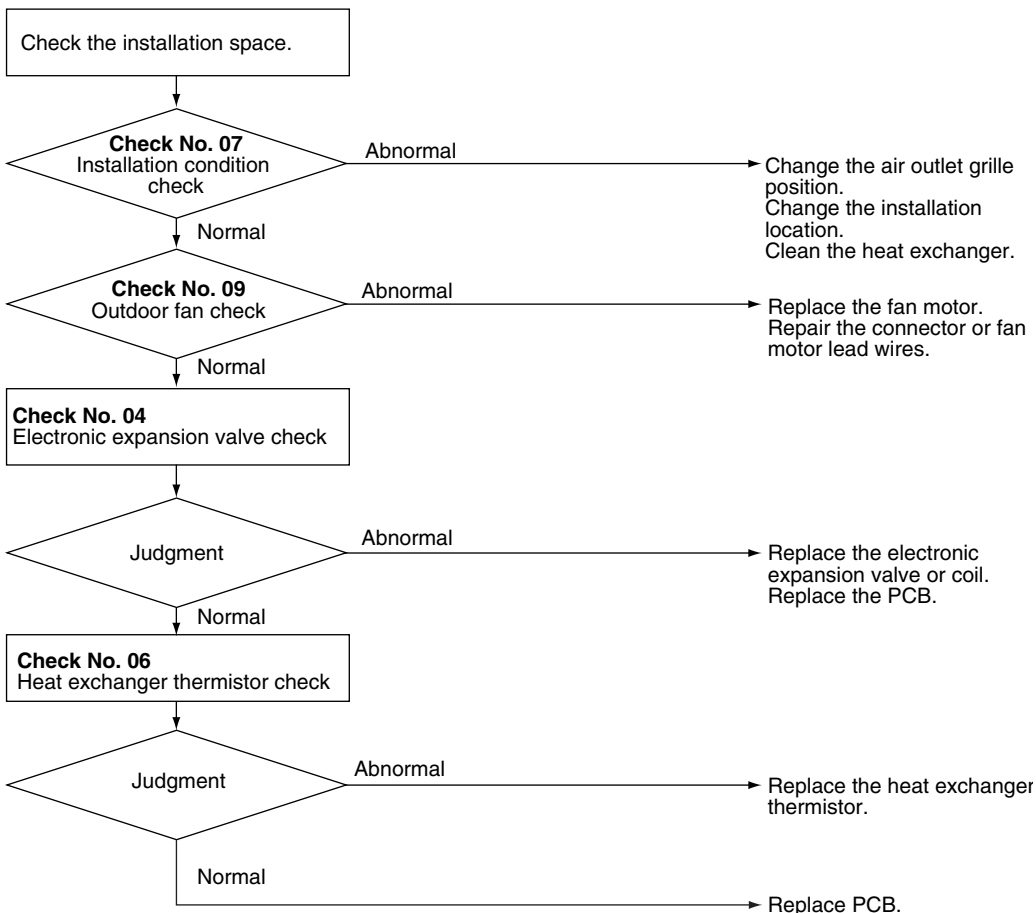 Check the installation space.
Check No. 07
Installation condition
check
Abnormal
Change the air outlet grille
position.
Change the installation
location.
Clean the heat exchanger.
Normal
Check No. 09
Outdoor fan check
Abnormal
Replace the fan motor.
Repair the connector or fan
motor lead wires.
Normal
Check No. 04
Electronic expansion valve check
Judgment
Abnormal
Replace the electronic
expansion valve or coil.
Replace the PCB.
Normal
Check No. 06
Heat exchanger thermistor check
Judgment
Abnormal
Replace the heat exchanger
thermistor.
Normal
Replace PCB.